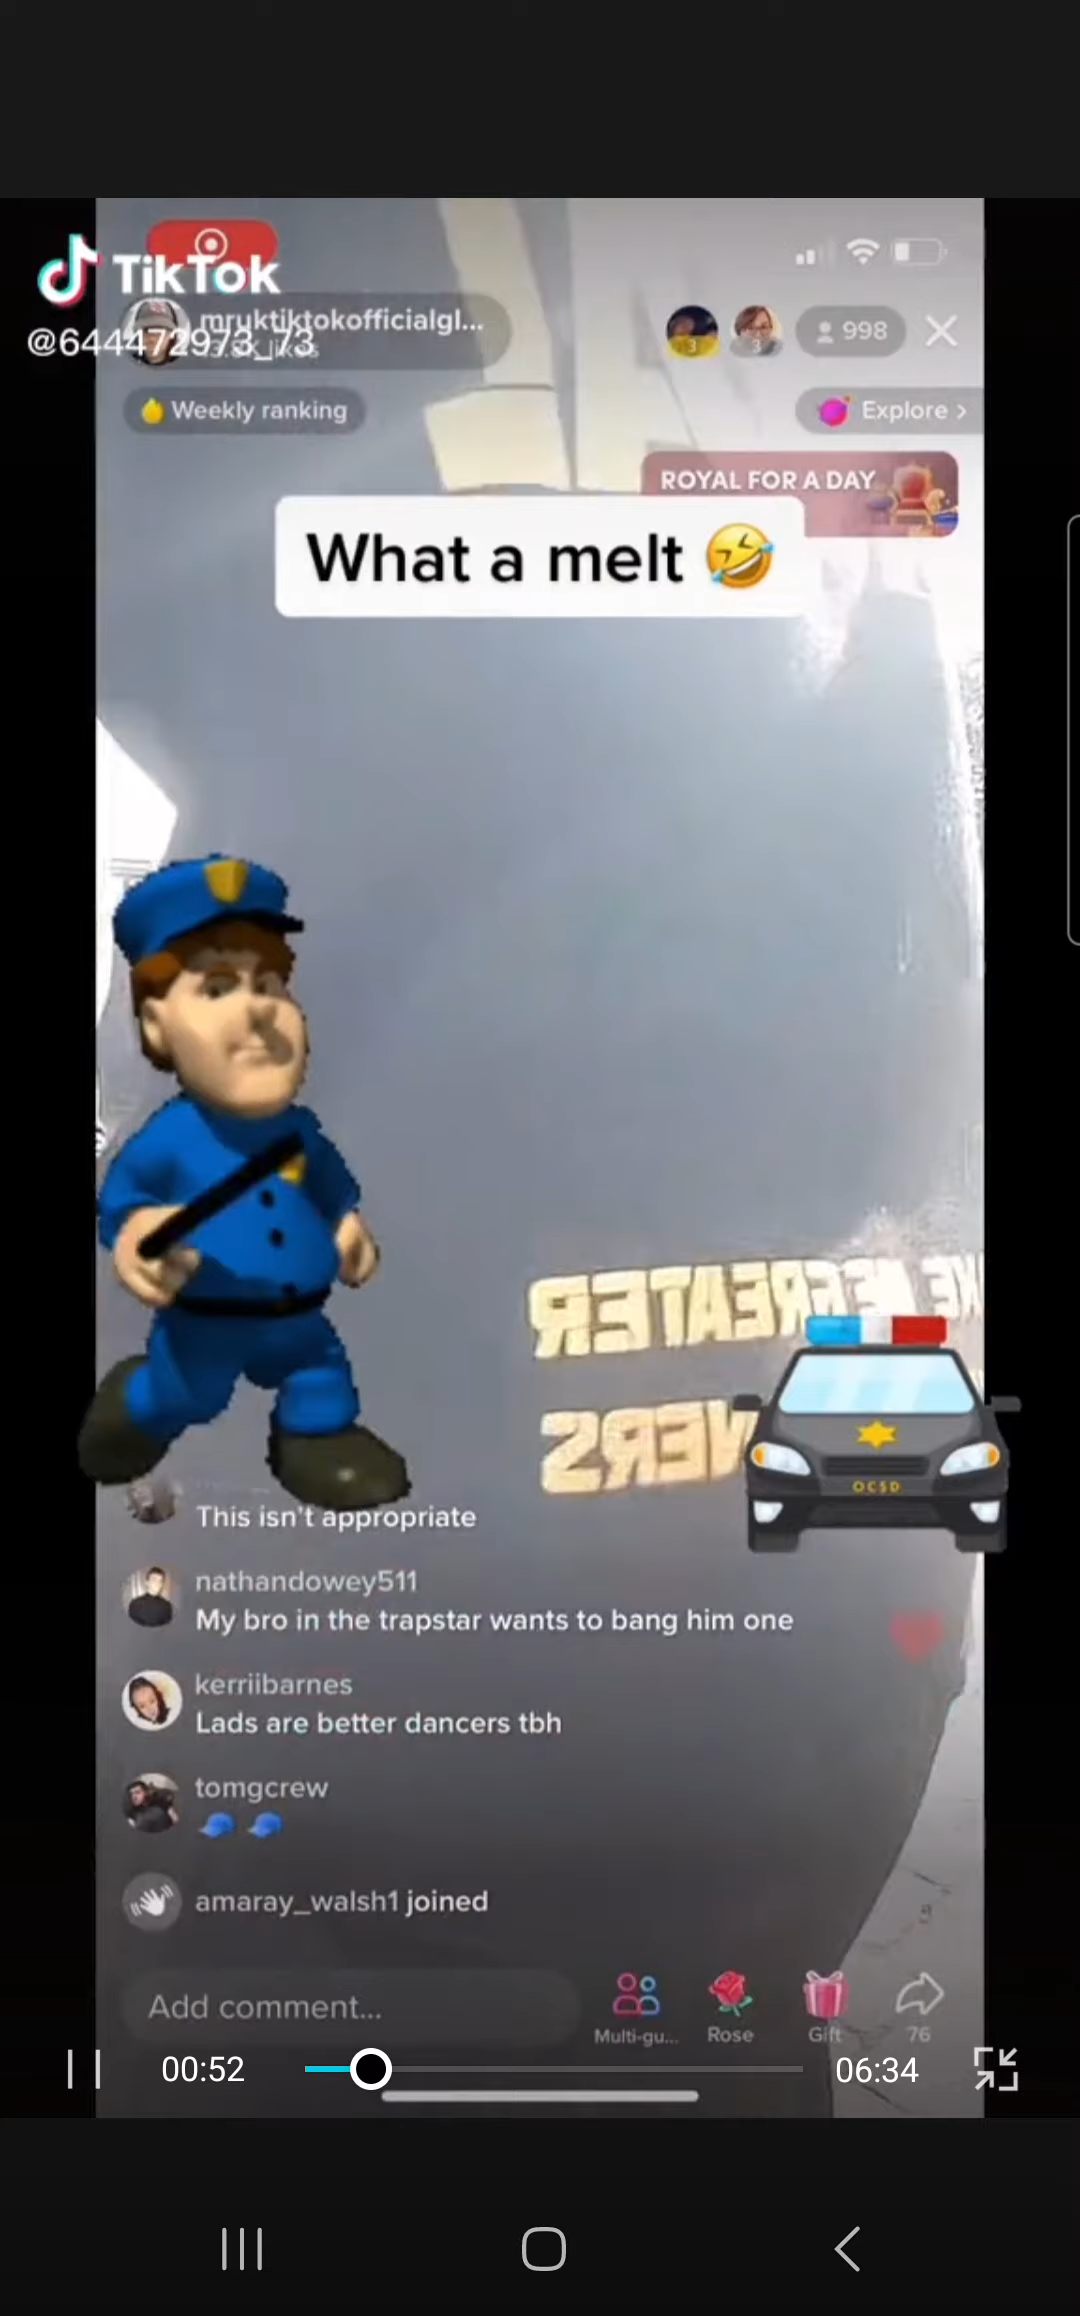 TikTok
mruktiktokofficialgl...
@644472973_73
998
Weekly ranking
Explore >
ROYAL FOR A DAY
What a melt 🤣
GREATER
OCSD
This isn't appropriate
nathandowey511
My bro in the trapstar wants to bang him one
kerriibarnes
Lads are better dancers tbh
tomgcrew
🧢 🧢
amaray_walsh1 joined
Add comment...
Multi-gu...
Rose
Gift
76
00:52
06:34